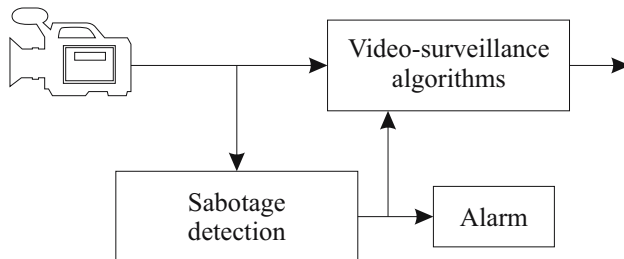 Video-surveillance
algorithms
Sabotage
detection
Alarm